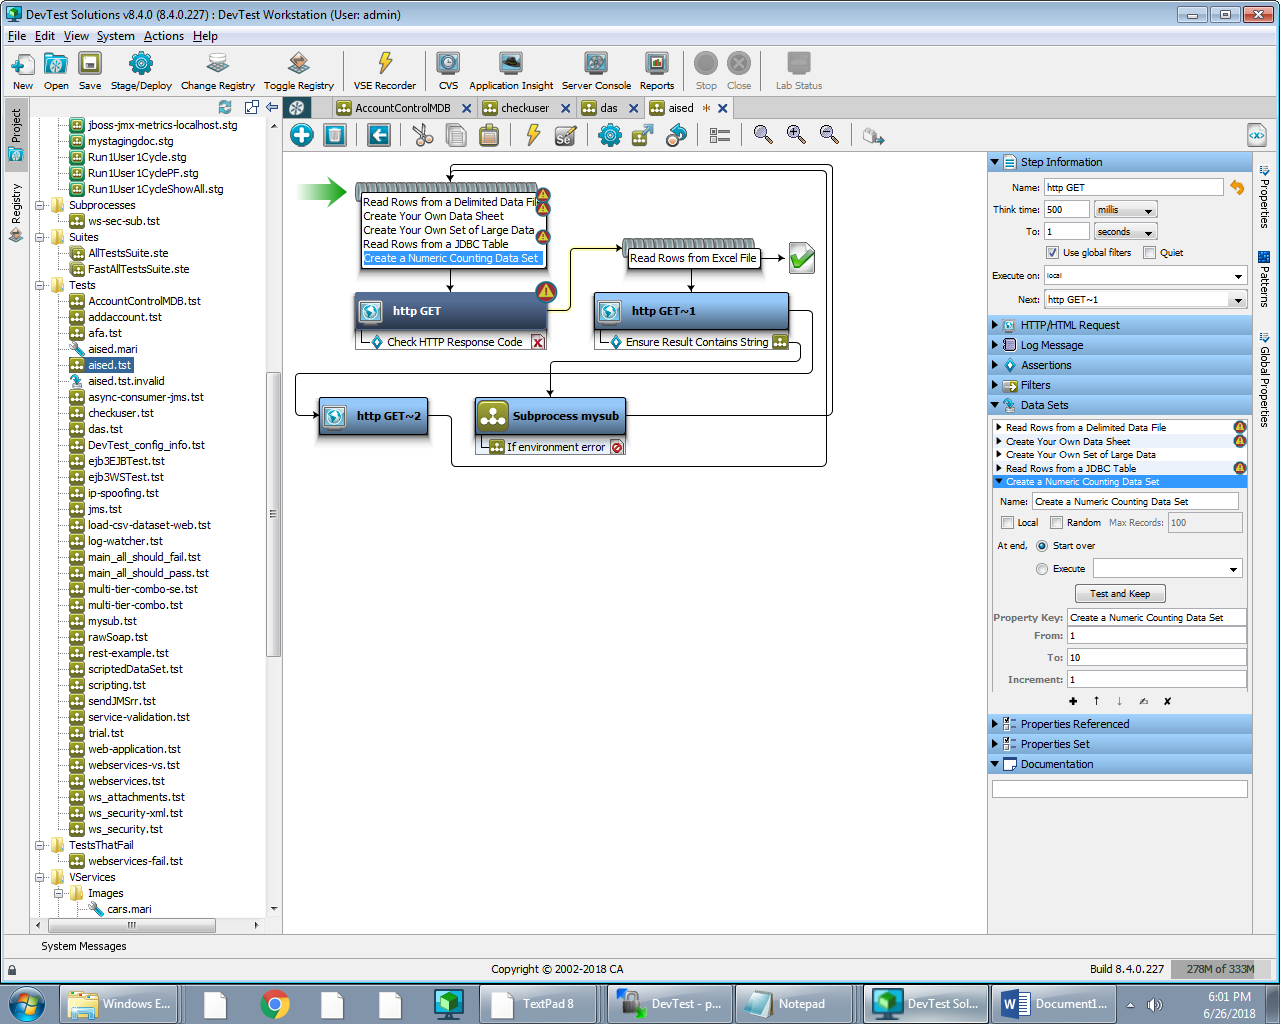 DevTest Solutions v8.4.0 (8.4.0.227) : DevTest Workstation (User: admin)
File Edit View System Actions Help
New Open Save Stage/Deploy Change Registry Toggle Registry VSE Recorder CVS Application Insight Server Console Reports Stop Close Lab Status
Project
Registry
jboss-jmx-metrics-localhost.stg
mystagingdoc.stg
Run1User1Cycle.stg
Run1User1CyclePF.stg
Run1User1CycleShowAll.stg
Subprocesses
ws-sec-sub.tst
Suites
AllTestsSuite.ste
FastAllTestsSuite.ste
Tests
AccountControlMDB.tst
addaccount.tst
afa.tst
aised.mari
aised.tst
aised.tst.invalid
async-consumer-jms.tst
checkuser.tst
das.tst
DevTest_config_info.tst
ejb3EJBTest.tst
ejb3WSTest.tst
ip-spoofing.tst
jms.tst
load-csv-dataset-web.tst
log-watcher.tst
main_all_should_fail.tst
main_all_should_pass.tst
multi-tier-combo-se.tst
multi-tier-combo.tst
mysub.tst
rawSoap.tst
rest-example.tst
scriptedDataSet.tst
scripting.tst
sendJMSrr.tst
service-validation.tst
trial.tst
web-application.tst
webservices-vs.tst
webservices.tst
ws_attachments.tst
ws_security-xml.tst
ws_security.tst
TestsThatFail
webservices-fail.tst
VServices
Images
cars.mari
AccountControlMDB checkuser das aised
Read Rows from a Delimited Data Fil
Create Your Own Data Sheet
Create Your Own Set of Large Data
Read Rows from a JDBC Table
Create a Numeric Counting Data Set
Read Rows from Excel File
http GET
Check HTTP Response Code
http GET~1
Ensure Result Contains String
http GET~2
Subprocess mysub
If environment error
Step Information
Name: http GET
Think time: 500 millis
To: 1 seconds
Use global filters Quiet
Execute on: local
Next: http GET~1
HTTP/HTML Request
Log Message
Assertions
Filters
Data Sets
Read Rows from a Delimited Data File
Create Your Own Data Sheet
Create Your Own Set of Large Data
Read Rows from a JDBC Table
Create a Numeric Counting Data Set
Name: Create a Numeric Counting Data Set
Local Random Max Records: 100
At end, Start over
Execute
Test and Keep
Property Key: Create a Numeric Counting Data Set
From: 1
To: 10
Increment: 1
Properties Referenced
Properties Set
Documentation
Properties
Patterns
Global Properties
System Messages
Copyright © 2002-2018 CA
Build 8.4.0.227 278M of 333M
Windows E... TextPad 8 DevTest - p... Notepad DevTest Sol... Document1...
6:01 PM
6/26/2018